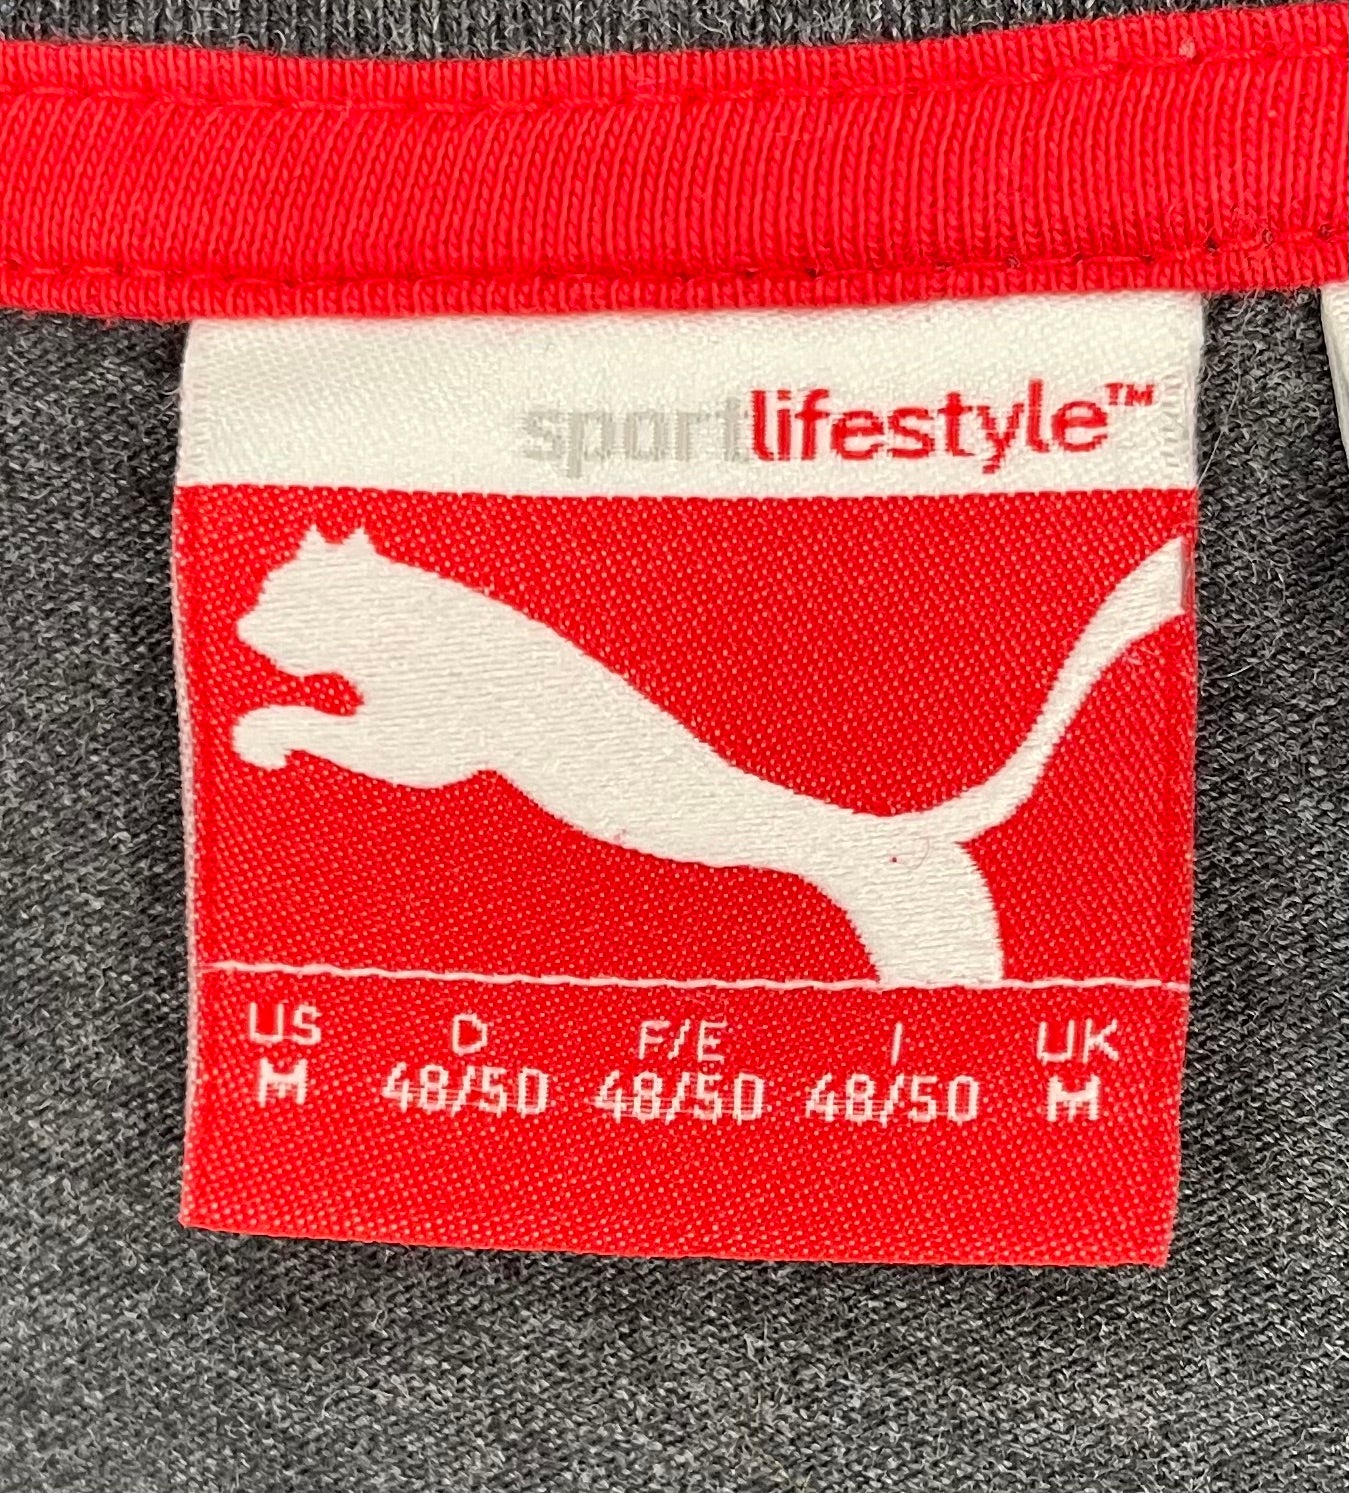 sportlifestyle™
US D F/E I UK
M 48/50 48/50 48/50 M